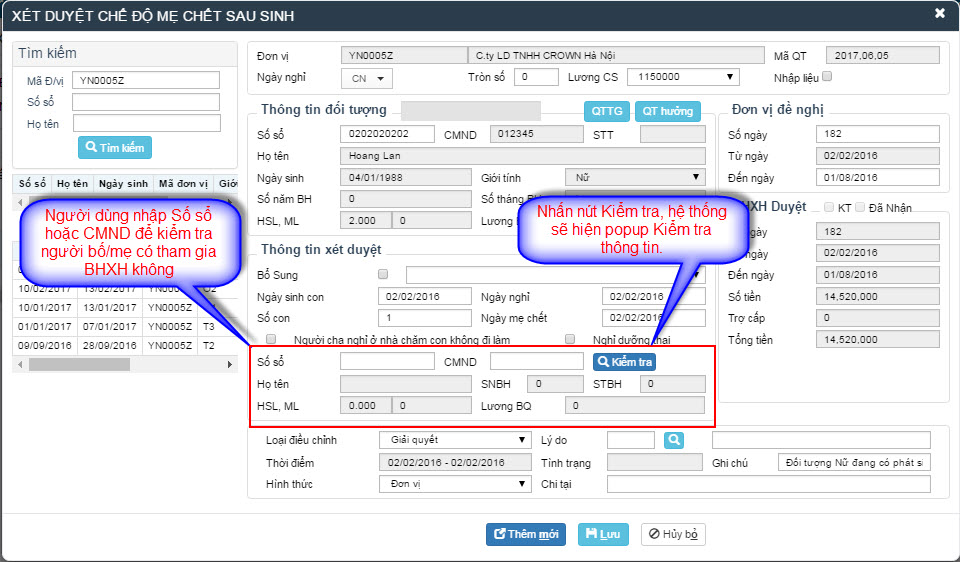 XÉT DUYỆT CHẾ ĐỘ MẸ CHẾT SAU SINH
Tìm kiếm
Mã Đ/vị YN0005Z
Số sổ
Họ tên
Tìm kiếm
Số sổ Họ tên Ngày sinh Mã đơn vị Giới
Người dùng nhập Số sổ
hoặc CMND để kiểm tra
người bố/mẹ có tham gia
BHXH không
10/02/2017 13/02/2017 YN0005Z
10/01/2017 13/01/2017 YN0005Z
01/01/2017 07/01/2017 YN0005Z T3
09/09/2016 28/09/2016 YN0005Z T2
Đơn vị YN0005Z C.ty LD TNHH CROWN Hà Nội Mã QT 2017,06,05
Ngày nghỉ CN Tròn số 0 Lương CS 1150000 Nhập liệu
Thông tin đối tượng QTTG QT hưởng
Số sổ 0202020202 CMND 012345 STT
Họ tên Hoang Lan
Ngày sinh 04/01/1988 Giới tính Nữ
Số năm BH 0 Số tháng
HSL, ML 2.000 0 Lương
Nhấn nút Kiểm tra, hệ thống
sẽ hiện popup Kiểm tra
thông tin.
Đơn vị đề nghị
Số ngày 182
Từ ngày 02/02/2016
Đến ngày 01/08/2016
HXH Duyệt KT Đã Nhận
ngày 182
ngày 02/02/2016
Đến ngày 01/08/2016
Số tiền 14,520,000
Trợ cấp 0
Tổng tiền 14,520,000
Thông tin xét duyệt
Bổ Sung
Ngày sinh con 02/02/2016 Ngày nghỉ 02/02/2016
Số con 1 Ngày mẹ chết 02/02/2016
Người cha nghỉ ở nhà chăm con không đi làm Nghỉ dưỡng thai
Số sổ CMND Kiểm tra
Họ tên SNBH 0 STBH 0
HSL, ML 0.000 0 Lương BQ 0
Loại điều chỉnh Giải quyết Lý do
Thời điểm 02/02/2016 - 02/02/2016 Tình trạng Ghi chú Đối tượng Nữ đang có phát si
Hình thức Đơn vị Chi tại
Thêm mới Lưu Hủy bỏ